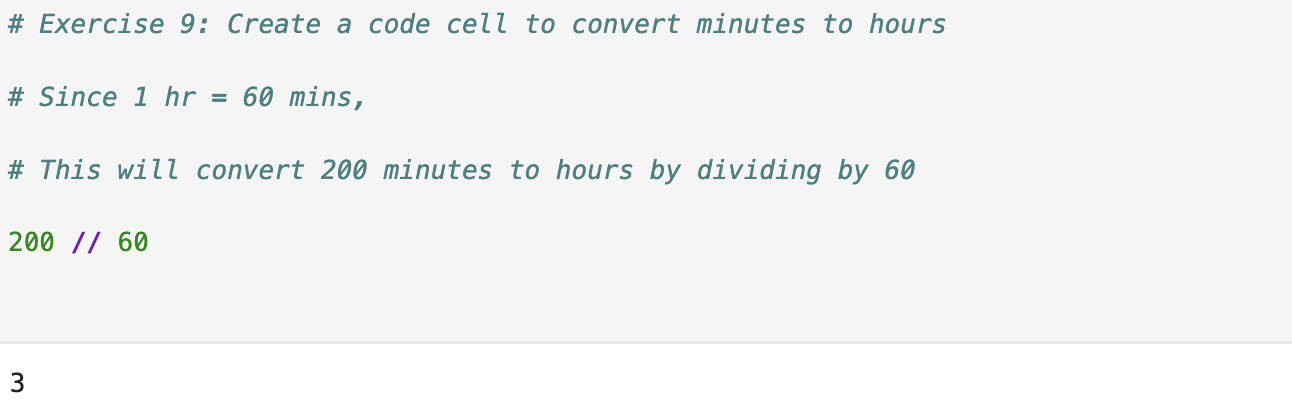 # Exercise 9: Create a code cell to convert minutes to hours
# Since 1 hr = 60 mins,
# This will convert 200 minutes to hours by dividing by 60
200 // 60
3